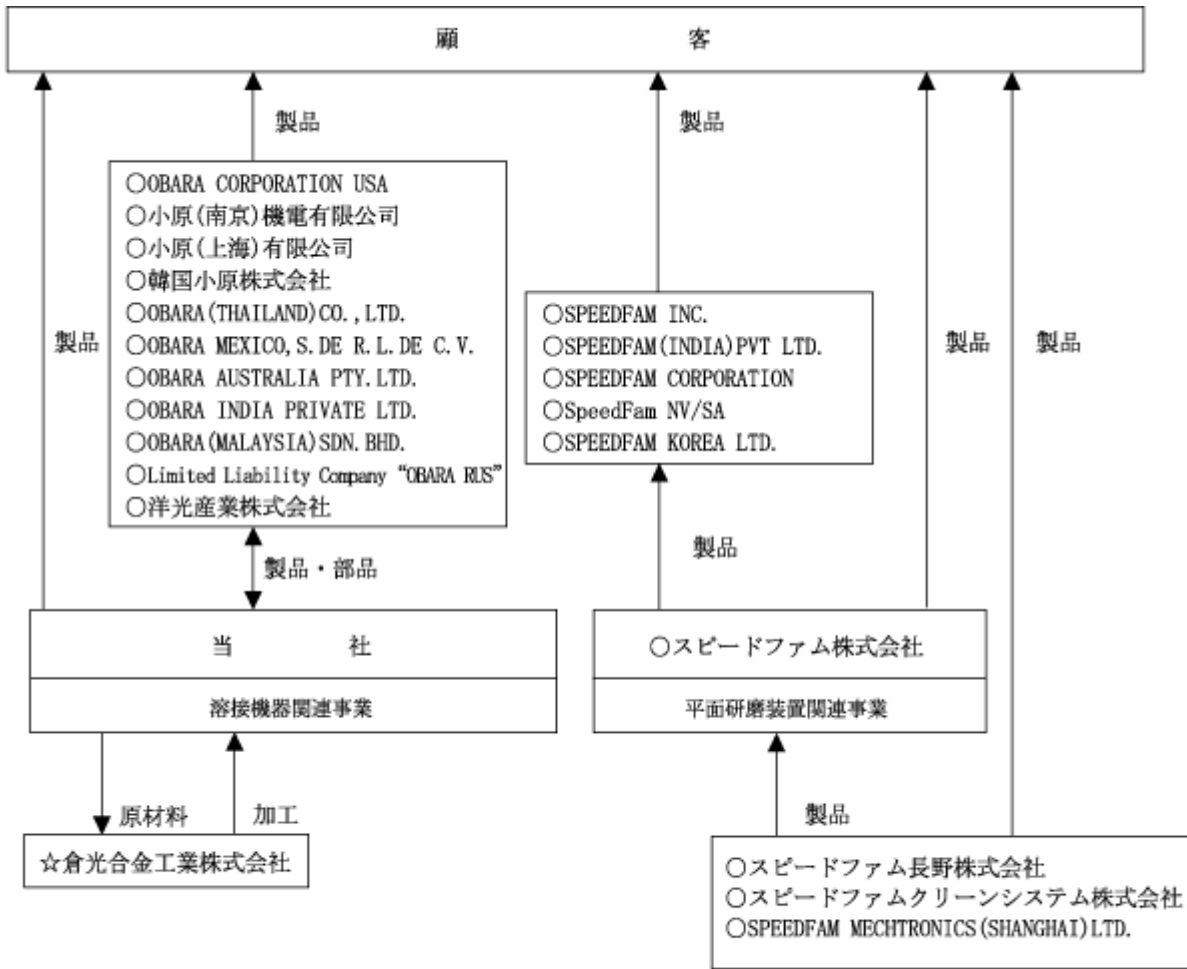 顧客
製品
製品
○OBARA CORPORATION USA
○小原(南京)機電有限公司
○小原(上海)有限公司
○韓国小原株式会社
○OBARA(THAILAND)CO.,LTD.
○OBARA MEXICO,S.DE R.L.DE C.V.
○OBARA AUSTRALIA PTY.LTD.
○OBARA INDIA PRIVATE LTD.
○OBARA(MALAYSIA)SDN.BHD.
○Limited Liability Company “OBARA RUS”
○洋光産業株式会社
○SPEEDFAM INC.
○SPEEDFAM(INDIA)PVT LTD.
○SPEEDFAM CORPORATION
○SpeedFam NV/SA
○SPEEDFAM KOREA LTD.
製品
製品
製品
製品・部品
製品
当社
溶接機器関連事業
○スピードファム株式会社
平面研磨装置関連事業
原材料
加工
製品
☆倉光合金工業株式会社
○スピードファム長野株式会社
○スピードファムクリーンシステム株式会社
○SPEEDFAM MECHTRONICS(SHANGHAI)LTD.